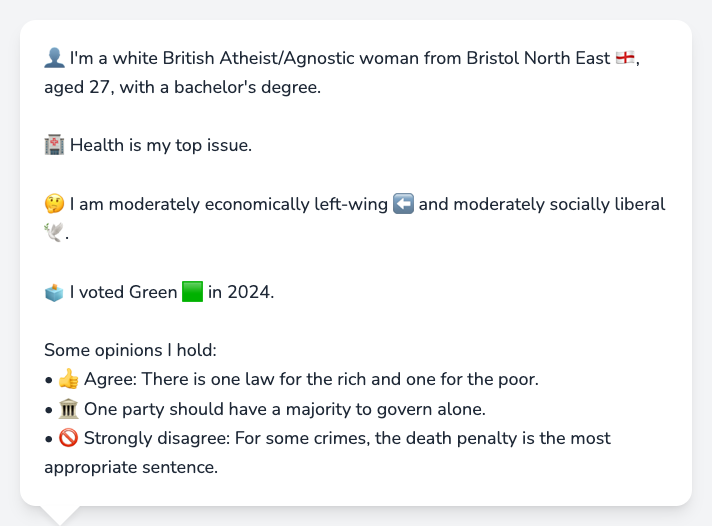 👤 I'm a white British Atheist/Agnostic woman from Bristol North East 🏴󠁧󠁢󠁥󠁮󠁧󠁿,
aged 27, with a bachelor's degree.
🏥 Health is my top issue.
🤔 I am moderately economically left-wing ⬅️ and moderately socially liberal
🕊️.
🗳️ I voted Green 🟩 in 2024.
Some opinions I hold:
• 👍 Agree: There is one law for the rich and one for the poor.
• 🏛️ One party should have a majority to govern alone.
• 🚫 Strongly disagree: For some crimes, the death penalty is the most
appropriate sentence.